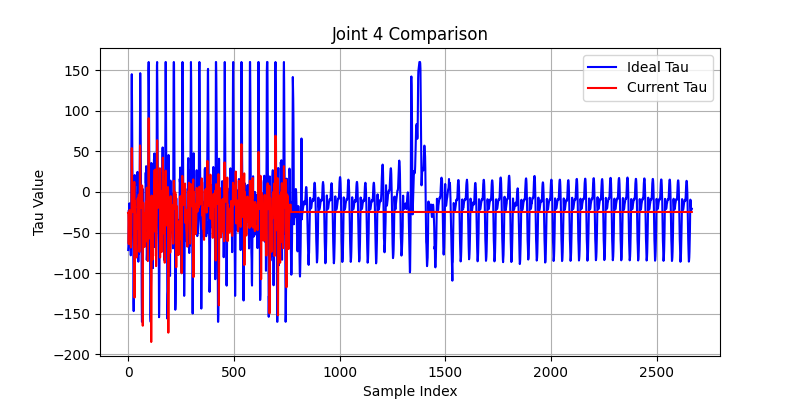 Joint 4 Comparison
Ideal Tau
Current Tau
Tau Value
150
100
50
0
−50
−100
−150
−200
0 500 1000 1500 2000 2500
Sample Index